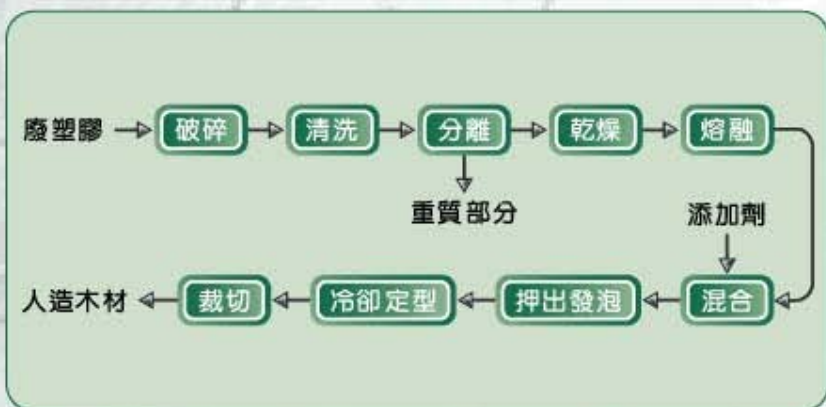 廢塑膠 破碎 清洗 分離 乾燥 熔融
重質部分 添加劑
人造木材 裁切 冷卻定型 押出發泡 混合